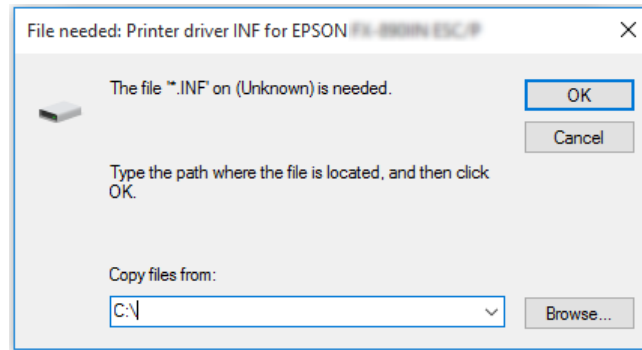 File needed: Printer driver INF for EPSON
The file '*.INF' on (Unknown) is needed.
OK
Cancel
Type the path where the file is located, and then click
OK.
Copy files from:
C:\
Browse...